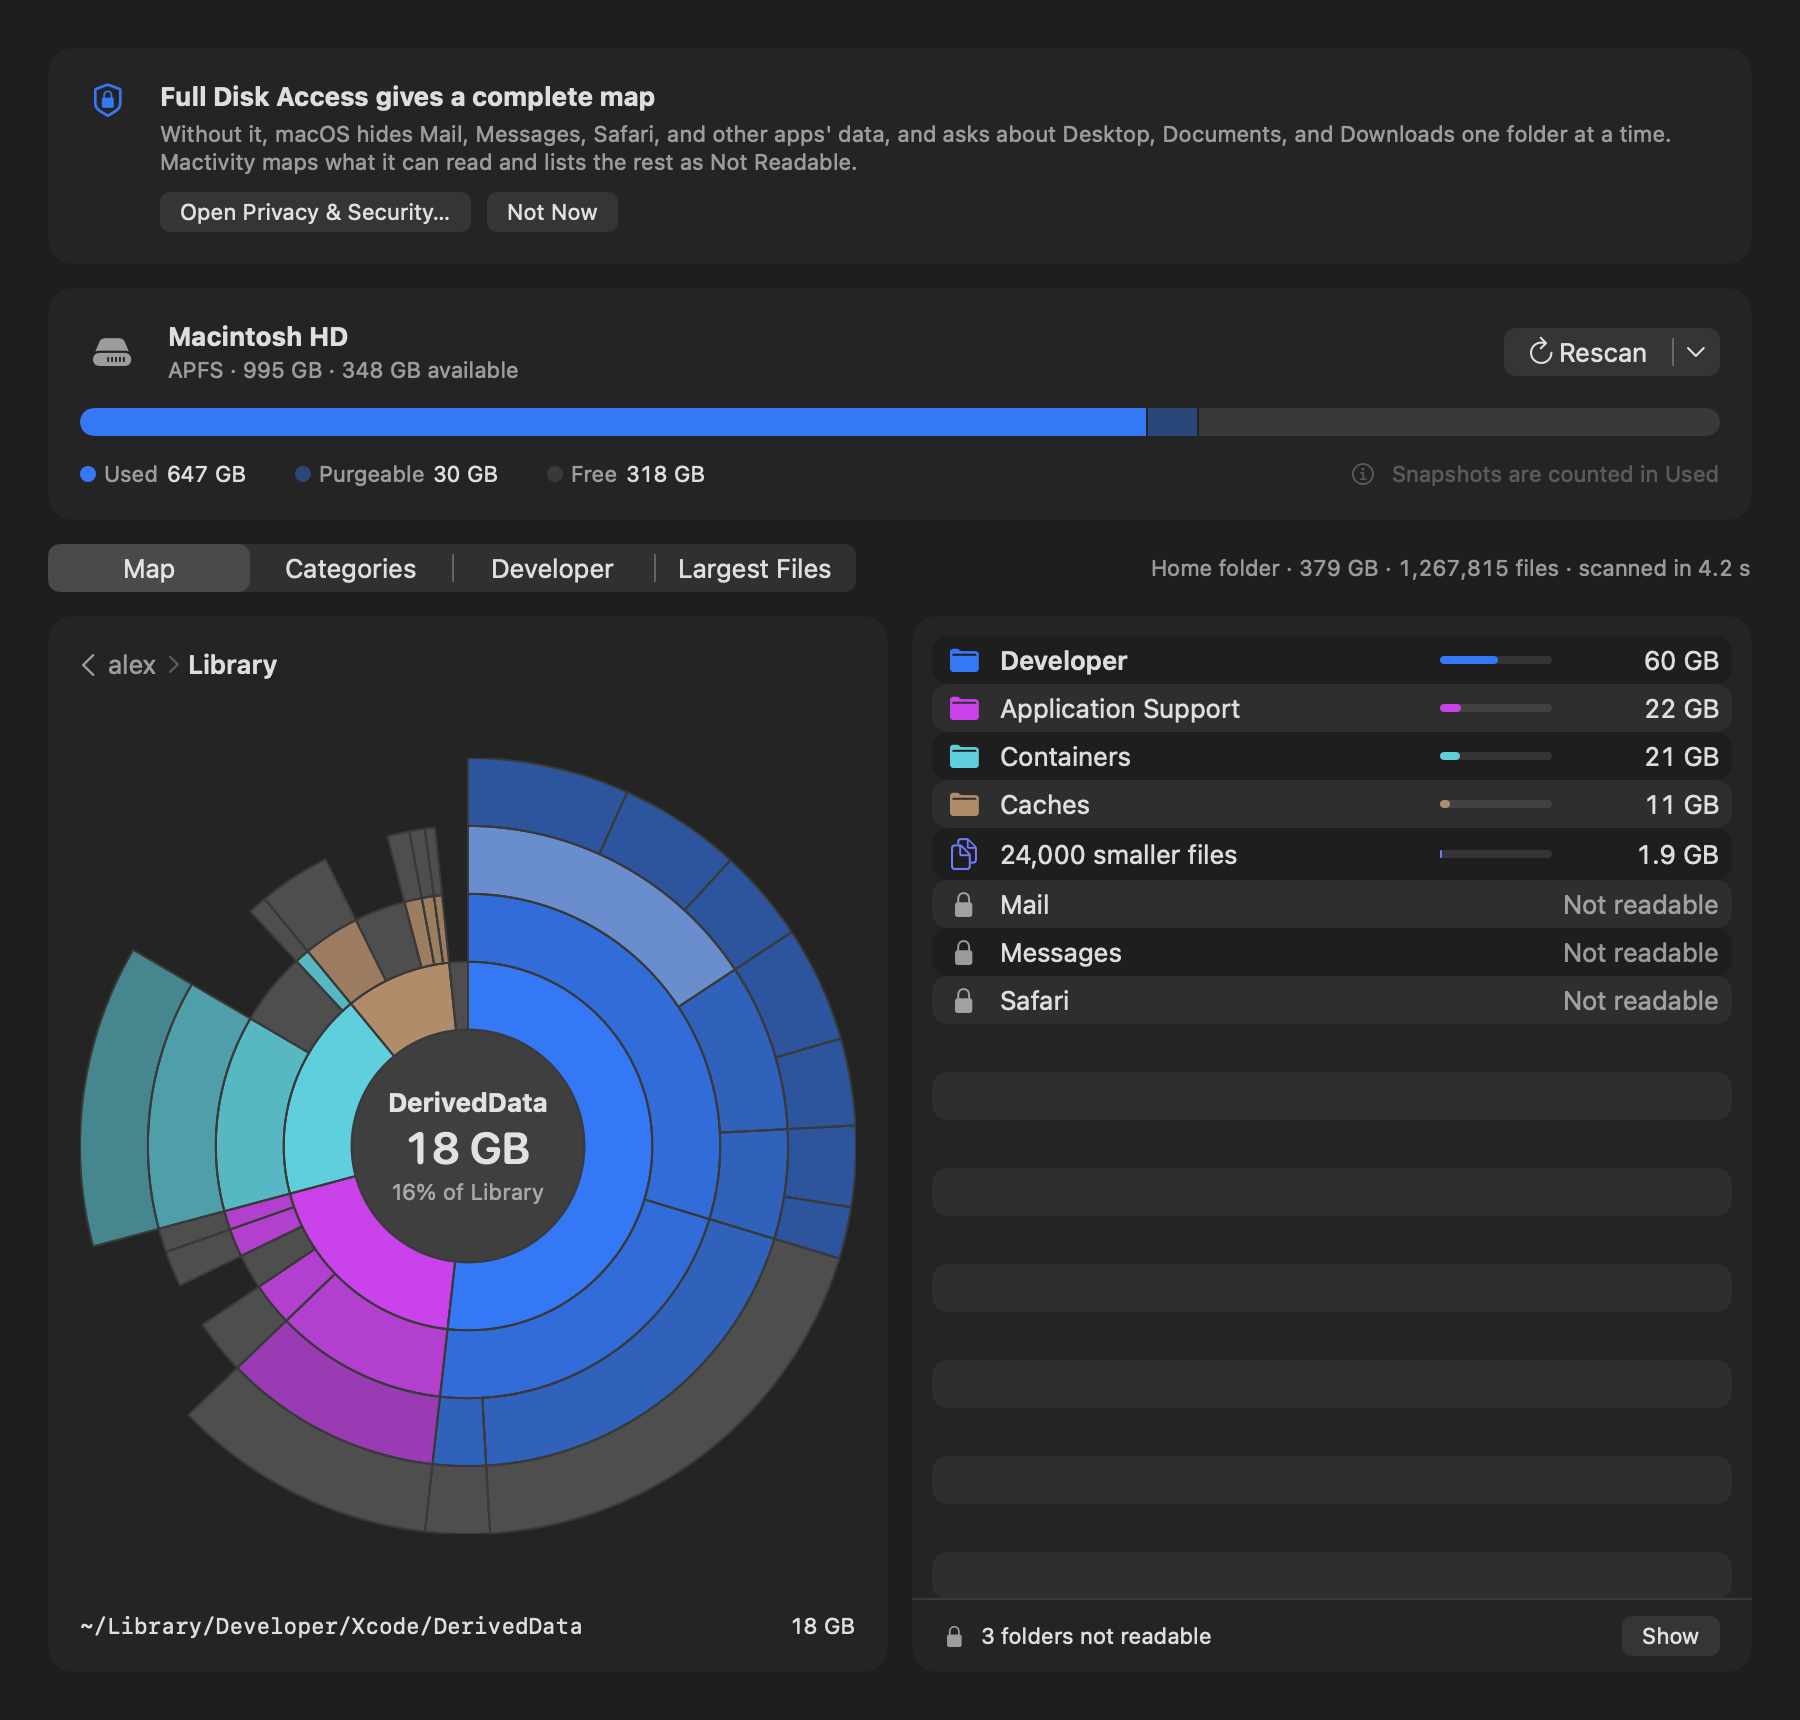 Full Disk Access gives a complete map
Without it, macOS hides Mail, Messages, Safari, and other apps' data, and asks about Desktop, Documents, and Downloads one folder at a time.
Mactivity maps what it can read and lists the rest as Not Readable.
Open Privacy & Security...
Not Now
Macintosh HD
APFS · 995 GB · 348 GB available
Rescan
Used 647 GB
Purgeable 30 GB
Free 318 GB
Snapshots are counted in Used
Map
Categories
Developer
Largest Files
Home folder · 379 GB · 1,267,815 files · scanned in 4.2 s
alex
Library
DerivedData
18 GB
16% of Library
~/Library/Developer/Xcode/DerivedData 18 GB
Developer 60 GB
Application Support 22 GB
Containers 21 GB
Caches 11 GB
24,000 smaller files 1.9 GB
Mail Not readable
Messages Not readable
Safari Not readable
3 folders not readable
Show